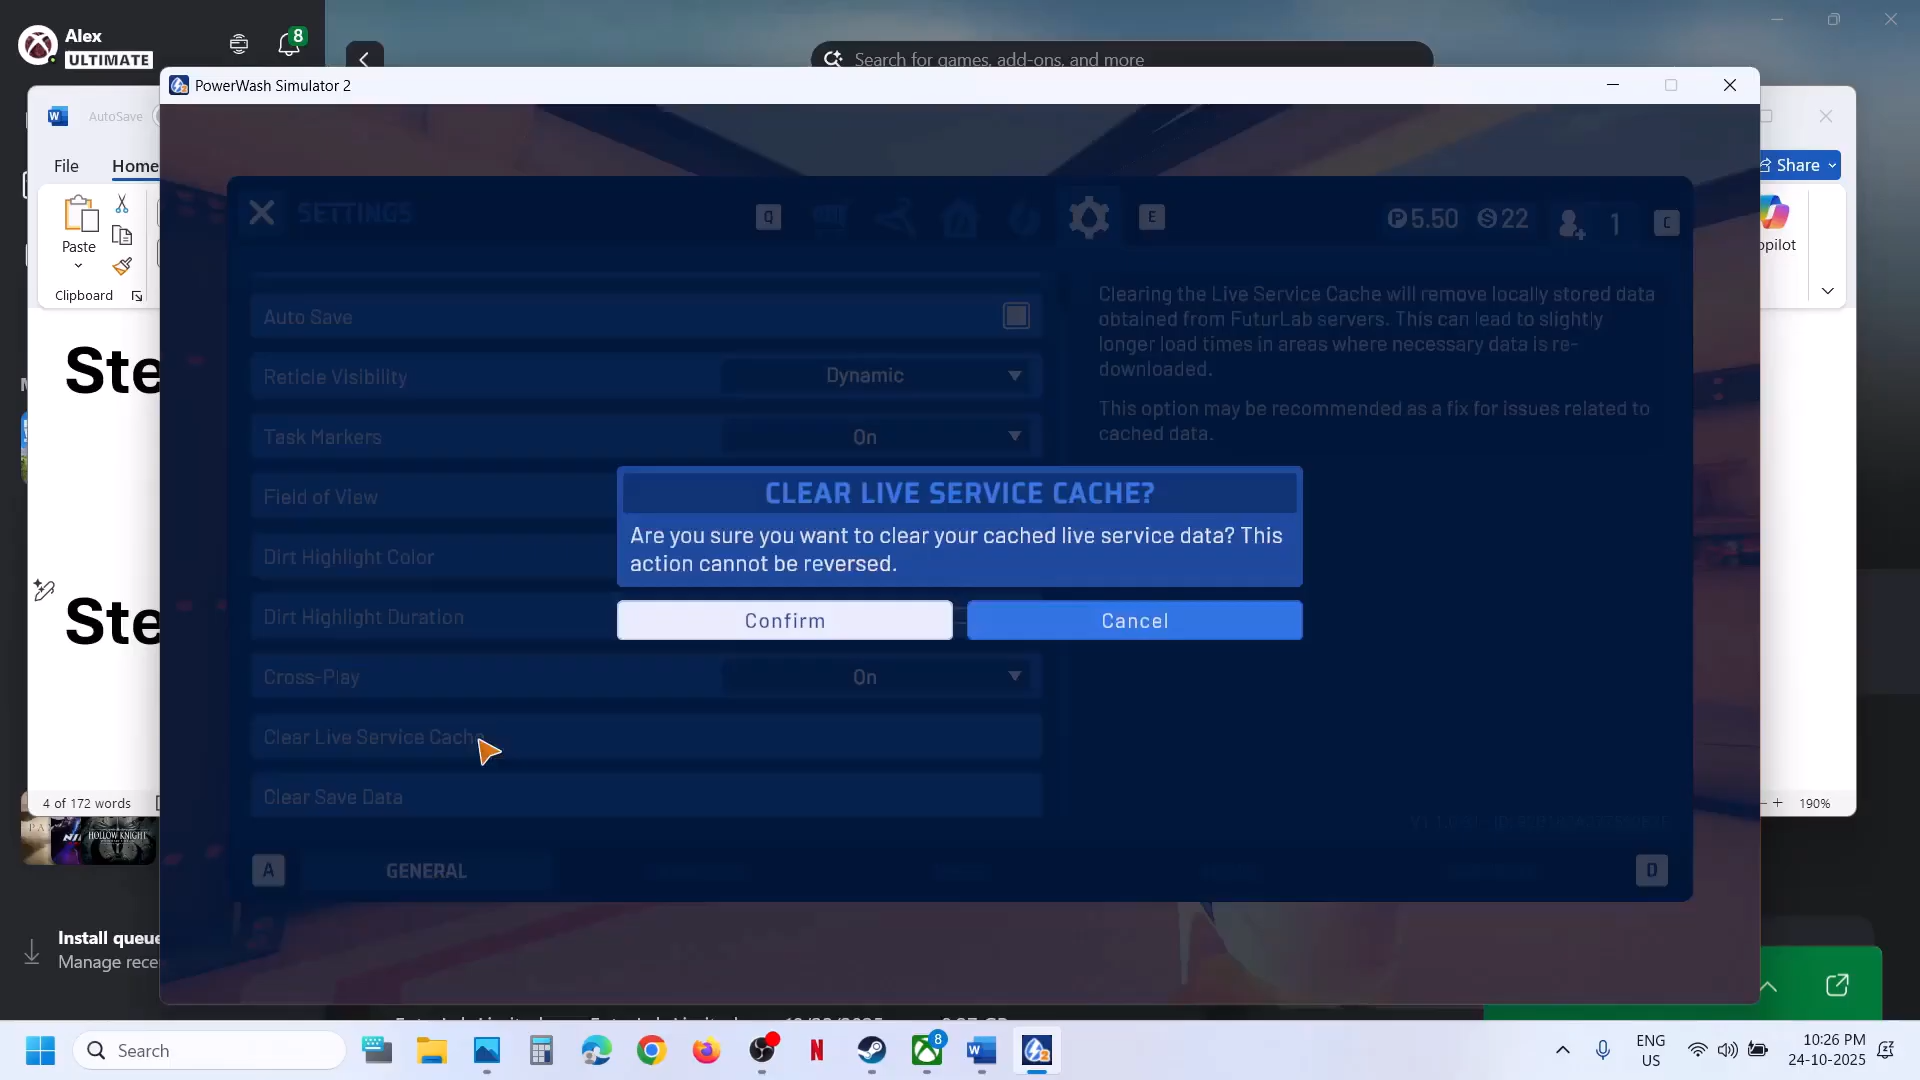 Alex
ULTIMATE
8
Search for games, add-ons, and more
PowerWash Simulator 2
AutoSave
File
Home
Share
Paste
Clipboard
SETTINGS
Q
E
5.50
22
1
C
Auto Save
Reticle Visibility
Dynamic
Task Markers
On
Field of View
Dirt Highlight Color
Dirt Highlight Duration
Cross-Play
On
Clear Live Service Cache
Clear Save Data
Clearing the Live Service Cache will remove locally stored data
obtained from FuturLab servers. This can lead to slightly
longer load times in areas where necessary data is re-
downloaded.
This option may be recommended as a fix for issues related to
cached data.
CLEAR LIVE SERVICE CACHE?
Are you sure you want to clear your cached live service data? This
action cannot be reversed.
Confirm
Cancel
A
GENERAL
D
Ste
Ste
4 of 172 words
190%
HOLLOW KNIGHT
Install queue
Manage rece
Search
8
ENG
US
10:26 PM
24-10-2025